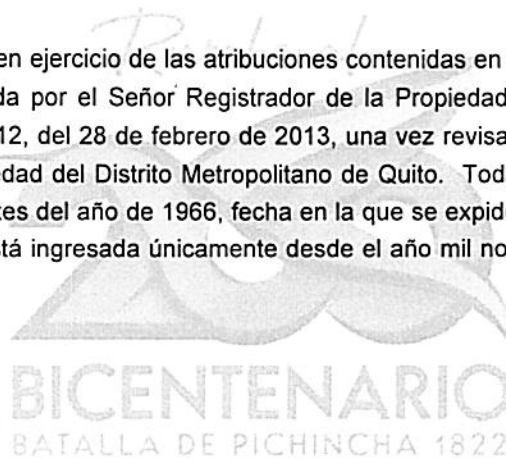 en ejercicio de las atribuciones contenidas en
da por el Señor Registrador de la Propiedad
12, del 28 de febrero de 2013, una vez revisa
edad del Distrito Metropolitano de Quito. Tod
tes del año de 1966, fecha en la que se expid
stá ingresada únicamente desde el año mil no
BICENTENARIO
BATALLA DE PICHINCHA 1822